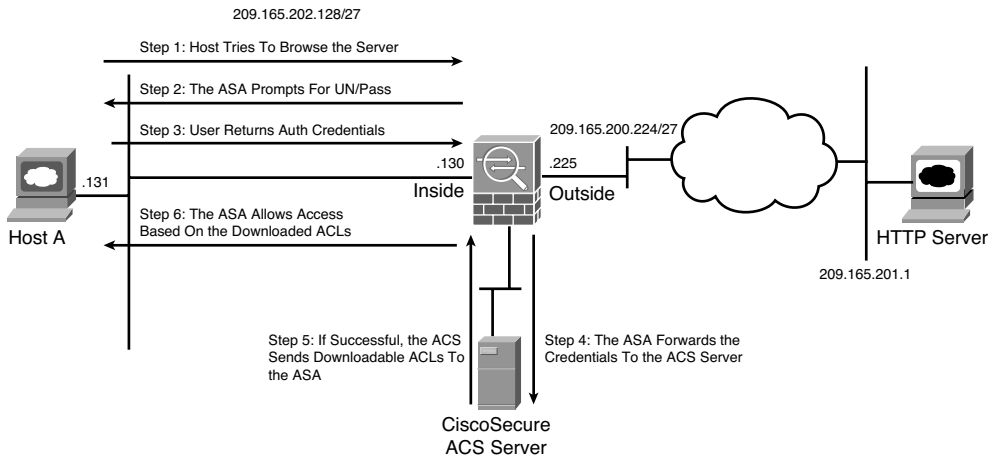 209.165.202.128/27
Step 1: Host Tries To Browse the Server
Step 2: The ASA Prompts For UN/Pass
Step 3: User Returns Auth Credentials
209.165.200.224/27
.131
.130
.225
Inside
Outside
Host A
HTTP Server
Step 6: The ASA Allows Access
Based On the Downloaded ACLs
209.165.201.1
Step 5: If Successful, the ACS
Sends Downloadable ACLs To
the ASA
Step 4: The ASA Forwards the
Credentials To the ACS Server
CiscoSecure
ACS Server